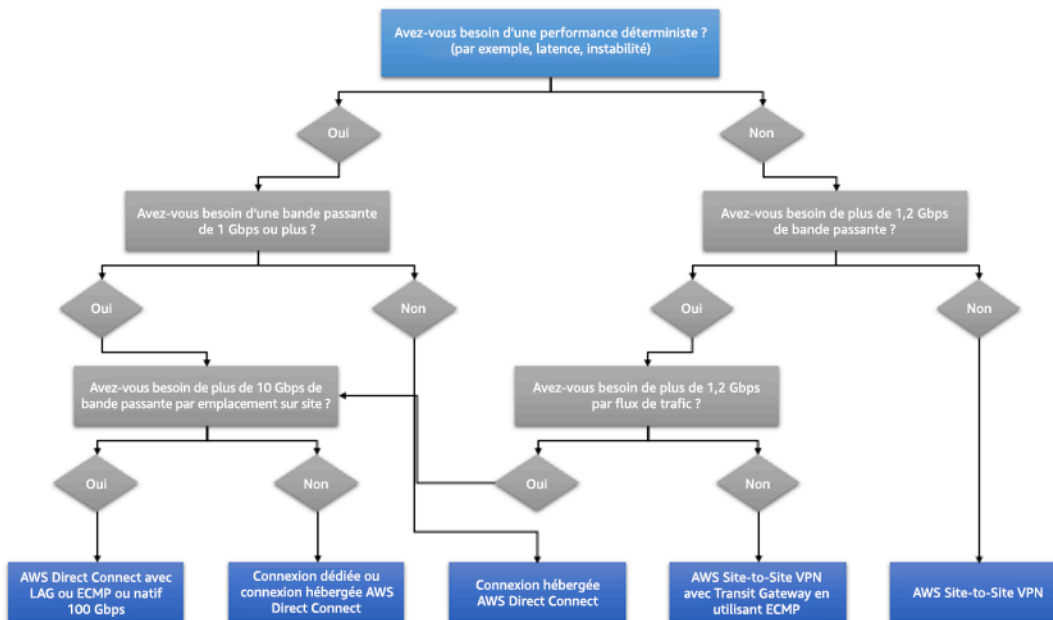 Avez-vous besoin d'une performance déterministe ?
(par exemple, latence, instabilité)
Oui
Non
Avez-vous besoin d'une bande passante
de 1 Gbps ou plus ?
Avez-vous besoin de plus de 1,2 Gbps
de bande passante ?
Oui
Non
Oui
Non
Avez-vous besoin de plus de 10 Gbps de
bande passante par emplacement sur site ?
Avez-vous besoin de plus de 1,2 Gbps
par flux de trafic ?
Oui
Non
Oui
Non
AWS Direct Connect avec
LAG ou ECMP ou natif
100 Gbps
Connexion dédiée ou
connexion hébergée AWS
Direct Connect
Connexion hébergée
AWS Direct Connect
AWS Site-to-Site VPN
avec Transit Gateway en
utilisant ECMP
AWS Site-to-Site VPN